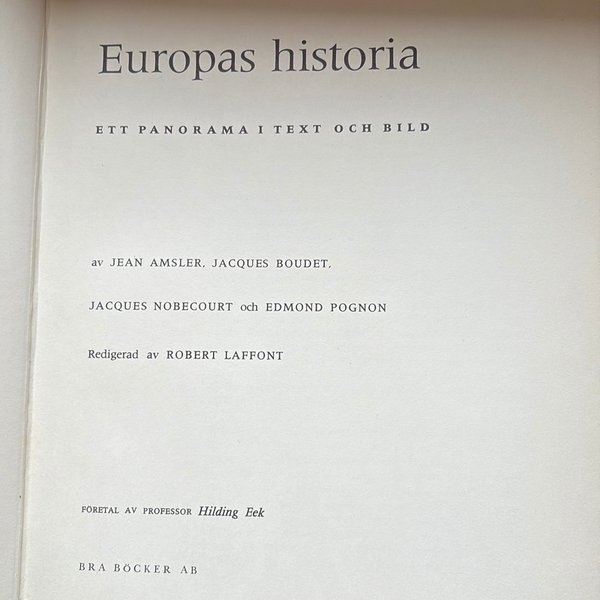 Europas historia
ETT PANORAMA I TEXT OCH BILD
av JEAN AMSLER, JACQUES BOUDET,
JACQUES NOBECOURT och EDMOND POGNON
Redigerad av ROBERT LAFFONT
FÖRETAL AV PROFESSOR Hilding Eek
BRA BÖCKER AB